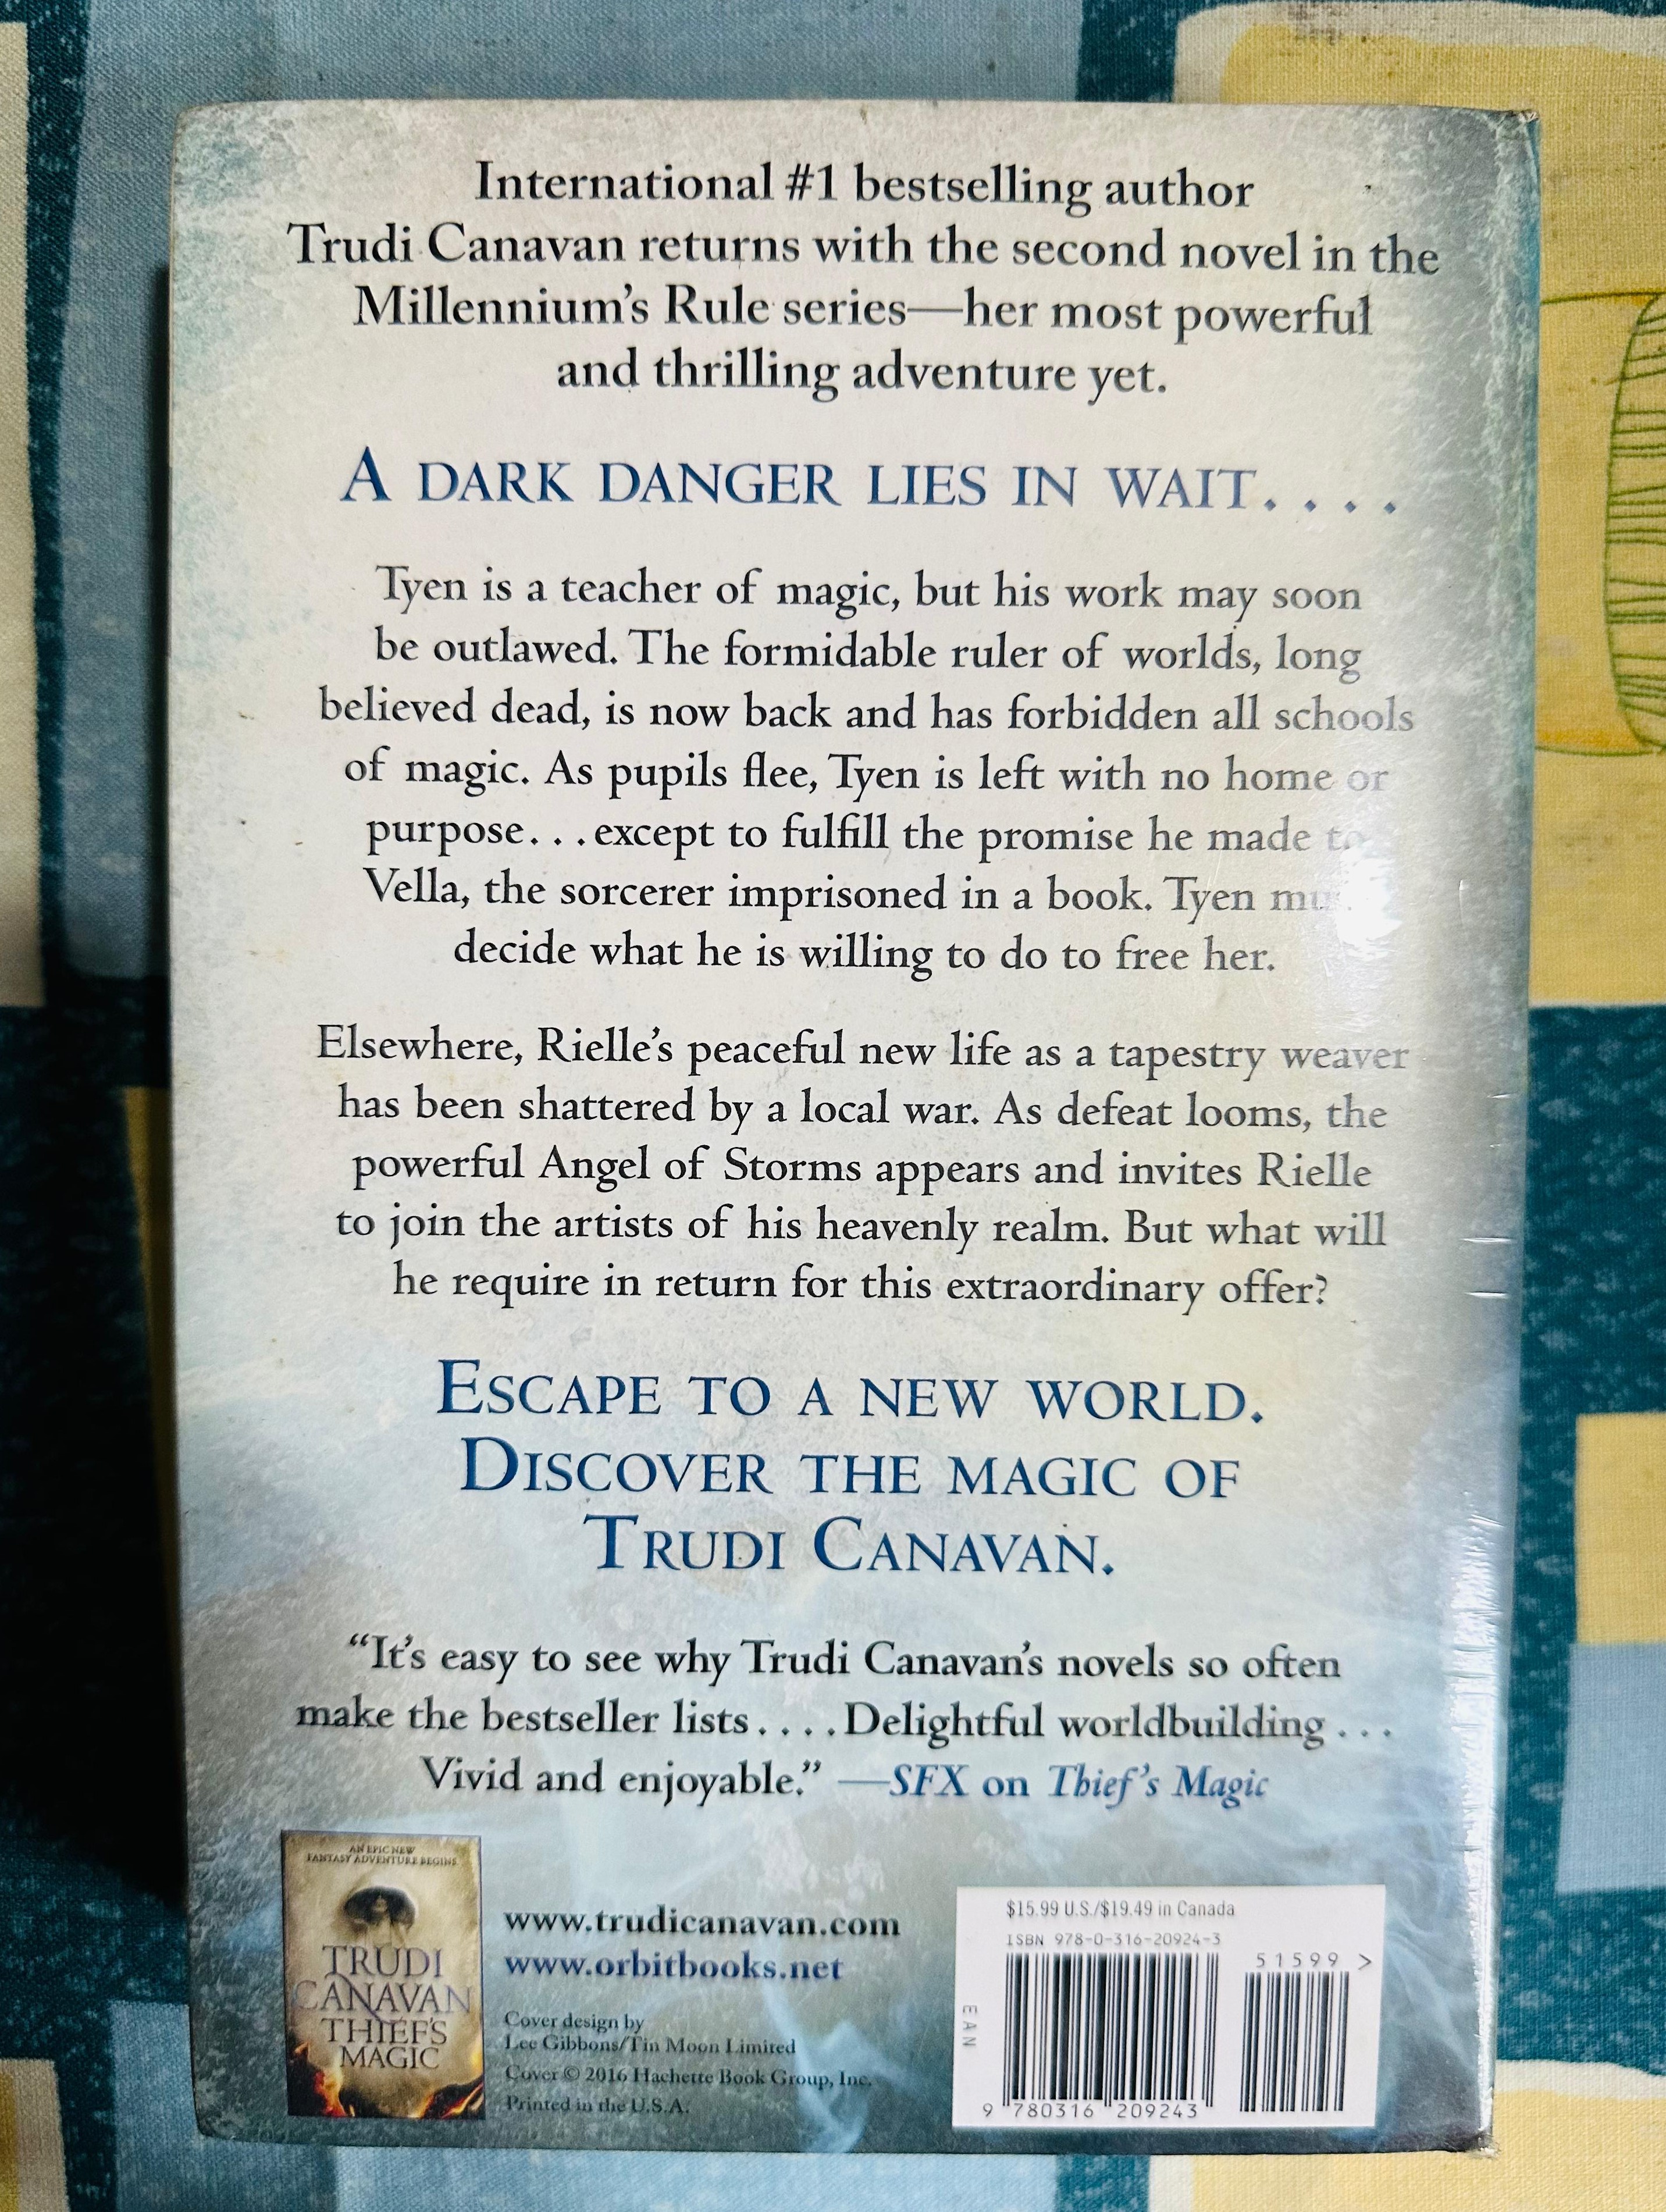 International #1 bestselling author
Trudi Canavan returns with the second novel in the
Millennium's Rule series—her most powerful
and thrilling adventure yet.
A DARK DANGER LIES IN WAIT. . . .
Tyen is a teacher of magic, but his work may soon
be outlawed. The formidable ruler of worlds, long
believed dead, is now back and has forbidden all schools
of magic. As pupils flee, Tyen is left with no home or
purpose. . . except to fulfill the promise he made to
Vella, the sorcerer imprisoned in a book. Tyen
decide what he is willing to do to free her.
Elsewhere, Rielle's peaceful new life as a tapestry weaver
has been shattered by a local war. As defeat looms, the
powerful Angel of Storms appears and invites Rielle
to join the artists of his heavenly realm. But what will
he require in return for this extraordinary offer?
ESCAPE TO A NEW WORLD.
DISCOVER THE MAGIC OF
TRUDI CANAVAN.
“It's easy to see why Trudi Canavan's novels so often
make the bestseller lists . . . . Delightful worldbuilding . . .
Vivid and enjoyable.” —SFX on Thief's Magic
AN EPIC NEW
FANTASY ADVENTURE BEGINS
TRUDI
CANAVAN
THIEF'S
MAGIC
www.trudicanavan.com
www.orbitbooks.net
Cover design by
Lee Gibbons/Tin Moon Limited
Cover © 2016 Hachette Book Group, Inc.
Printed in the U.S.A.
$15.99 U.S./$19.49 in Canada
ISBN 978-0-316-20924-3
51599 >
EAN
9 780316 209243